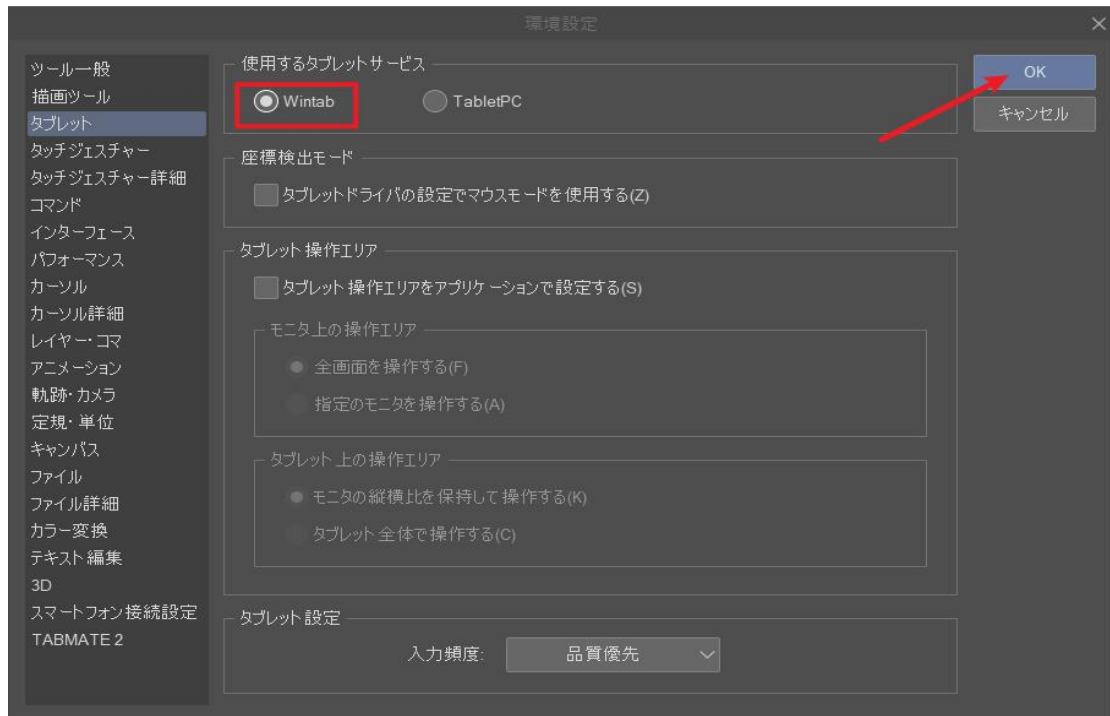 環境設定
ツール一般
描画ツール
タブレット
タッチジェスチャー
タッチジェスチャー詳細
コマンド
インターフェース
パフォーマンス
カーソル
カーソル詳細
レイヤー・コマ
アニメーション
軌跡・カメラ
定規・単位
キャンバス
ファイル
ファイル詳細
カラー変換
テキスト編集
3D
スマートフォン接続設定
TABMATE 2
使用するタブレットサービス
Wintab TabletPC
座標検出モード
タブレットドライバの設定でマウスモードを使用する(Z)
タブレット操作エリア
タブレット操作エリアをアプリケーションで設定する(S)
モニタ上の操作エリア
全画面を操作する(F)
指定のモニタを操作する(A)
タブレット上の操作エリア
モニタの縦横比を保持して操作する(K)
タブレット全体で操作する(C)
タブレット設定
入力頻度: 品質優先
OK
キャンセル